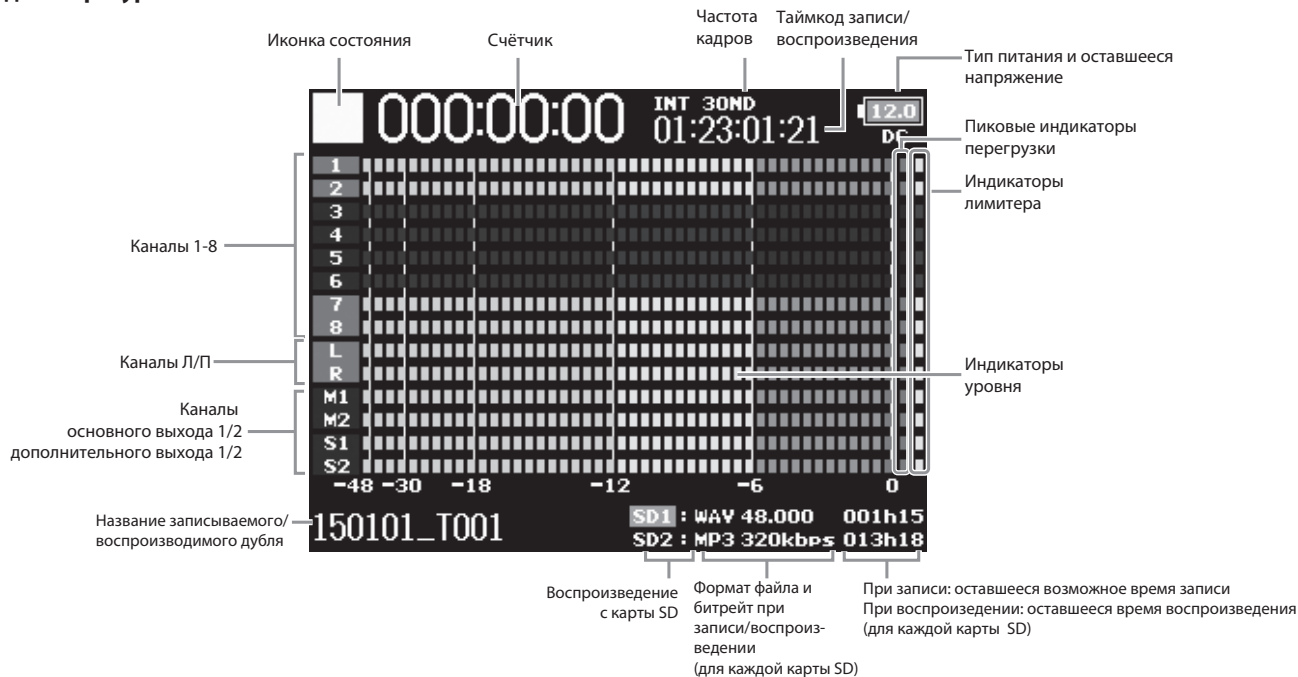 Иконка состояния
Счётчик
Частота
кадров
Таймкод записи/
воспроизведения
Тип питания и оставшееся
напряжение
000:00:00
INT 30ND
01:23:01:21
12.0
DC
Пиковые индикаторы
перегрузки
Индикаторы
лимитера
Каналы 1-8
1
2
3
4
5
6
7
8
Каналы Л/П
L
R
Индикаторы
уровня
Каналы
основного выхода 1/2
дополнительного выхода 1/2
M1
M2
S1
S2
-48 -30 -18 -12 -6 0
Название записываемого/
воспроизводимого дубля
150101_T001
SD1 : WAV 48.000 001h15
SD2 : MP3 320kbps 013h18
Воспроизведение
с карты SD
Формат файла и
битрейт при
записи/воспроиз-
ведении
(для каждой карты SD)
При записи: оставшееся возможное время записи
При воспроизедении: оставшееся время воспроизведения
(для каждой карты SD)